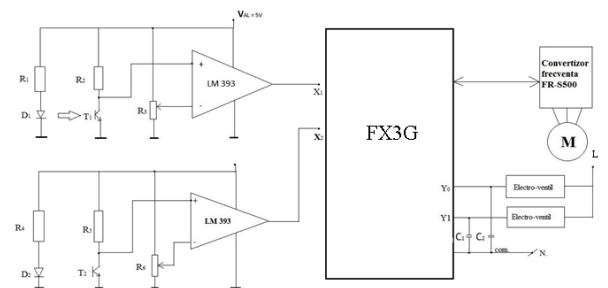 VAL = 5V
R1
R2
R3
D1
T1
LM 393
X1
X2
FX3G
Convertizor
frecventa
FR-S500
M
L
R4
R5
R6
D2
T2
LM 393
Y0
Electro-ventil
Y1
Electro-ventil
C1
C2
com.
N.